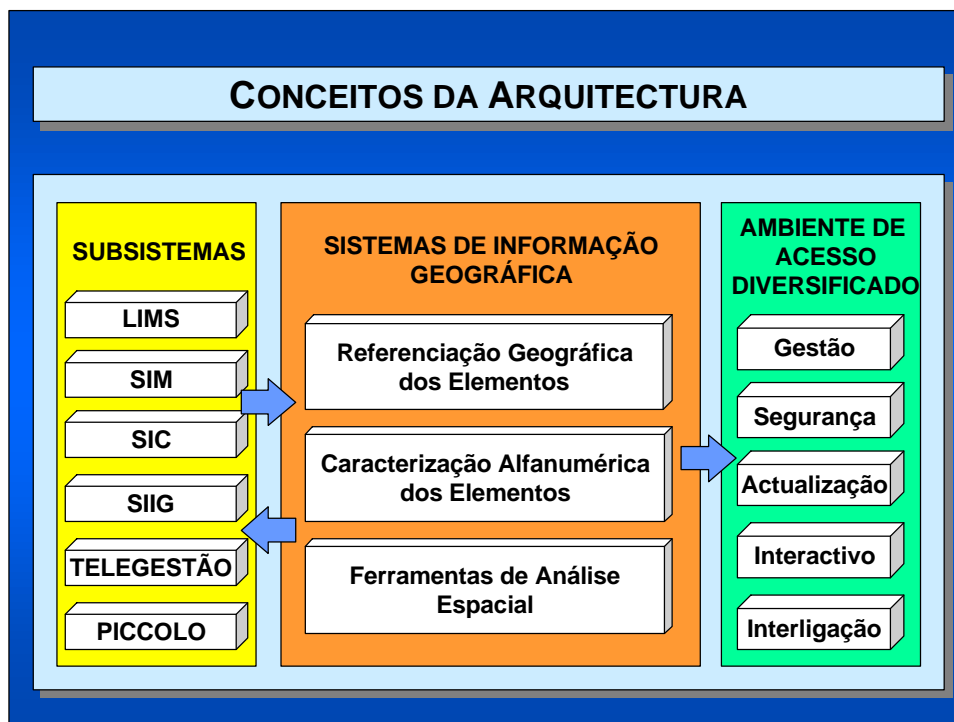 CONCEITOS DA ARQUITECTURA
SUBSISTEMAS
LIMS
SIM
SIC
SIIG
TELEGESTÃO
PICCOLO
SISTEMAS DE INFORMAÇÃO
GEOGRÁFICA
Referenciação Geográfica
dos Elementos
Caracterização Alfanumérica
dos Elementos
Ferramentas de Análise
Espacial
AMBIENTE DE
ACESSO
DIVERSIFICADO
Gestão
Segurança
Actualização
Interactivo
Interligação